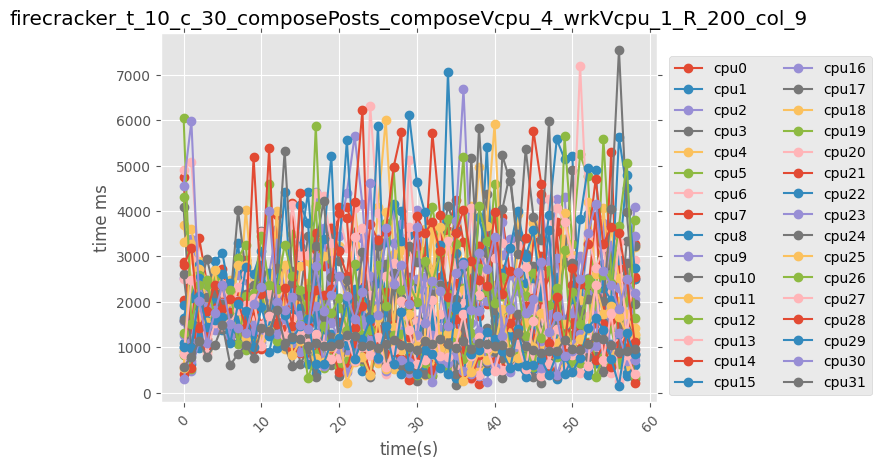 firecracker_t_10_c_30_composePosts_composeVcpu_4_wrkVcpu_1_R_200_col_9
7000
6000
5000
4000
3000
2000
1000
0
time ms
0
10
20
30
40
50
60
time(s)
cpu0
cpu1
cpu2
cpu3
cpu4
cpu5
cpu6
cpu7
cpu8
cpu9
cpu10
cpu11
cpu12
cpu13
cpu14
cpu15
cpu16
cpu17
cpu18
cpu19
cpu20
cpu21
cpu22
cpu23
cpu24
cpu25
cpu26
cpu27
cpu28
cpu29
cpu30
cpu31